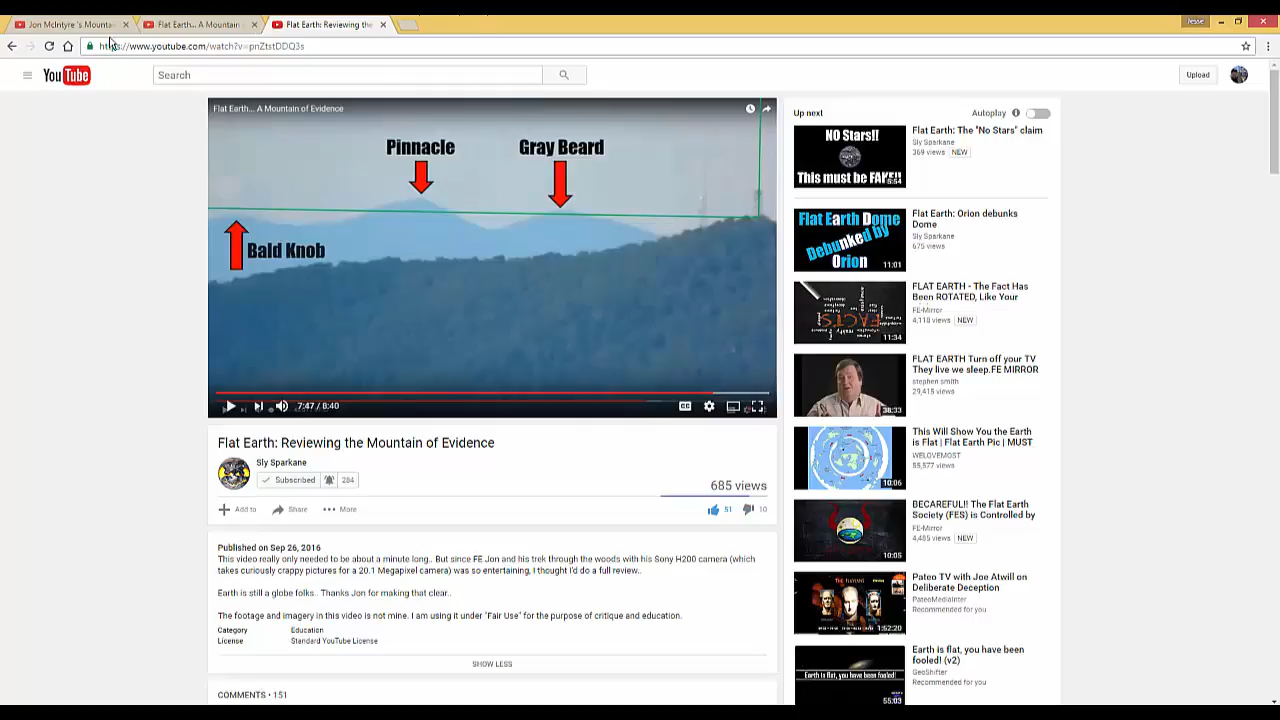 Jon McIntyre 's Mounta
Flat Earth... A Mountain
Flat Earth: Reviewing the
Jesse
https://www.youtube.com/watch?v=pnZtstDDQ3s
YouTube
Search
Upload
Flat Earth... A Mountain of Evidence
Pinnacle
Gray Beard
Bald Knob
7:47 / 8:40
CC
Flat Earth: Reviewing the Mountain of Evidence
Sly Sparkane
Subscribed
284
685 views
Add to
Share
More
51
10
Published on Sep 26, 2016
This video really only needed to be about a minute long.. But since FE Jon and his trek through the woods with his Sony H200 camera (which
takes curiously crappy pictures for a 20.1 Megapixel camera) was so entertaining, I thought I'd do a full review..
Earth is still a globe folks.. Thanks Jon for making that clear..
The footage and imagery in this video is not mine. I am using it under "Fair Use" for the purpose of critique and education.
Category Education
License Standard YouTube License
SHOW LESS
COMMENTS • 151
Up next
Autoplay
NO Stars!!
This must be FAKE!!
5:54
Flat Earth: The "No Stars" claim
Sly Sparkane
369 views NEW
Flat Earth Dome
Debunked by
Orion
11:01
Flat Earth: Orion debunks
Dome
Sly Sparkane
675 views
FACTS
11:34
FLAT EARTH - The Fact Has
Been ROTATED, Like Your
FE-Mirror
4,118 views NEW
38:33
FLAT EARTH Turn off your TV
They live we sleep.FE MIRROR
stephen smith
29,415 views
10:06
This Will Show You the Earth
is Flat | Flat Earth Pic | MUST
WELOVEMOST
55,577 views
10:05
BECAREFUL!! The Flat Earth
Society (FES) is Controlled by
FE-Mirror
4,485 views NEW
1:52:20
Pateo TV with Joe Atwill on
Deliberate Deception
PateoMediaInter
Recommended for you
Earth is flat, you have been fooled!
55:03
Earth is flat, you have been
fooled! (v2)
GeoShifter
Recommended for you